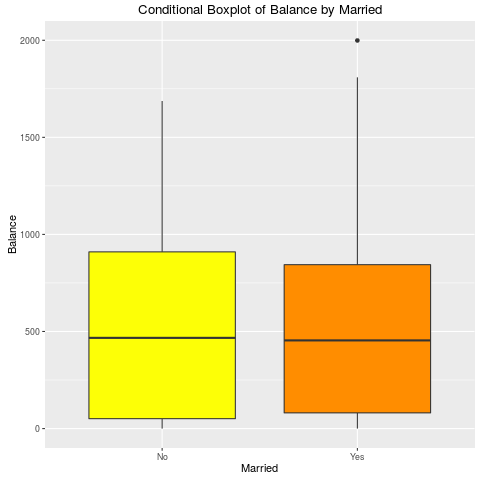 Conditional Boxplot of Balance by Married
2000
1500
1000
500
0
Balance
No
Yes
Married